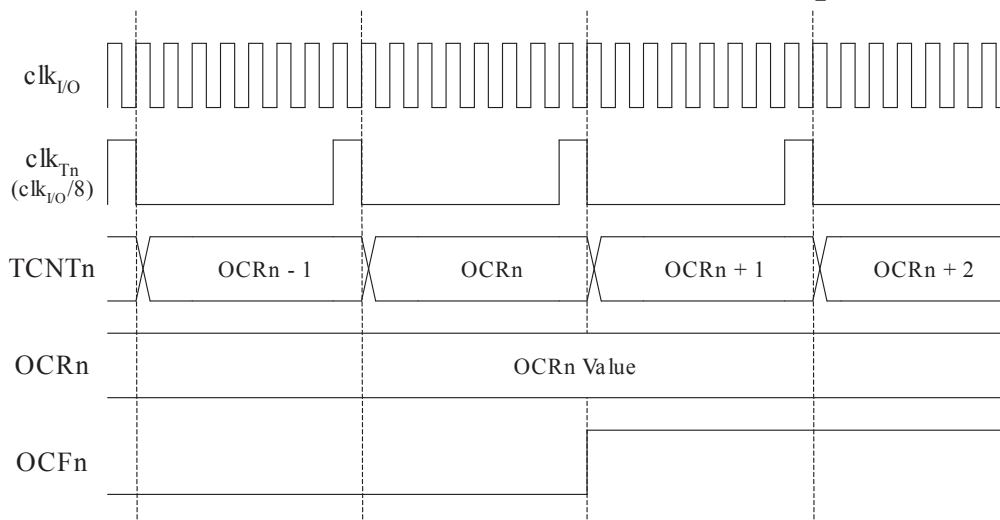 clkI/O
clkTn
(clkI/O/8)
TCNTn
OCRn - 1
OCRn
OCRn + 1
OCRn + 2
OCRn
OCRn Value
OCFn